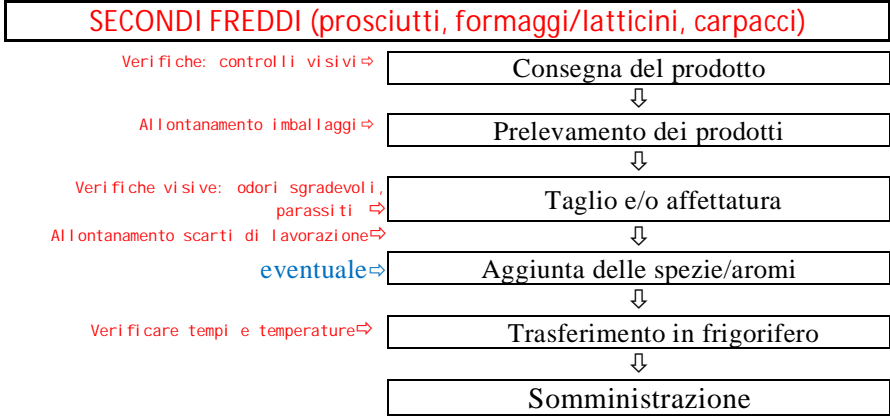 SECONDI FREDDI (prosciutti, formaggi/latticini, carpacci)
Verifiche: controlli visivi⇨
Consegna del prodotto
⇩
Allontanamento imballaggi⇨
Prelevamento dei prodotti
⇩
Verifiche visive: odori sgradevoli,
parassiti ⇨
Taglio e/o affettatura
Allontanamento scarti di lavorazione⇨
⇩
eventuale⇨
Aggiunta delle spezie/aromi
⇩
Verificare tempi e temperature⇨
Trasferimento in frigorifero
⇩
Somministrazione